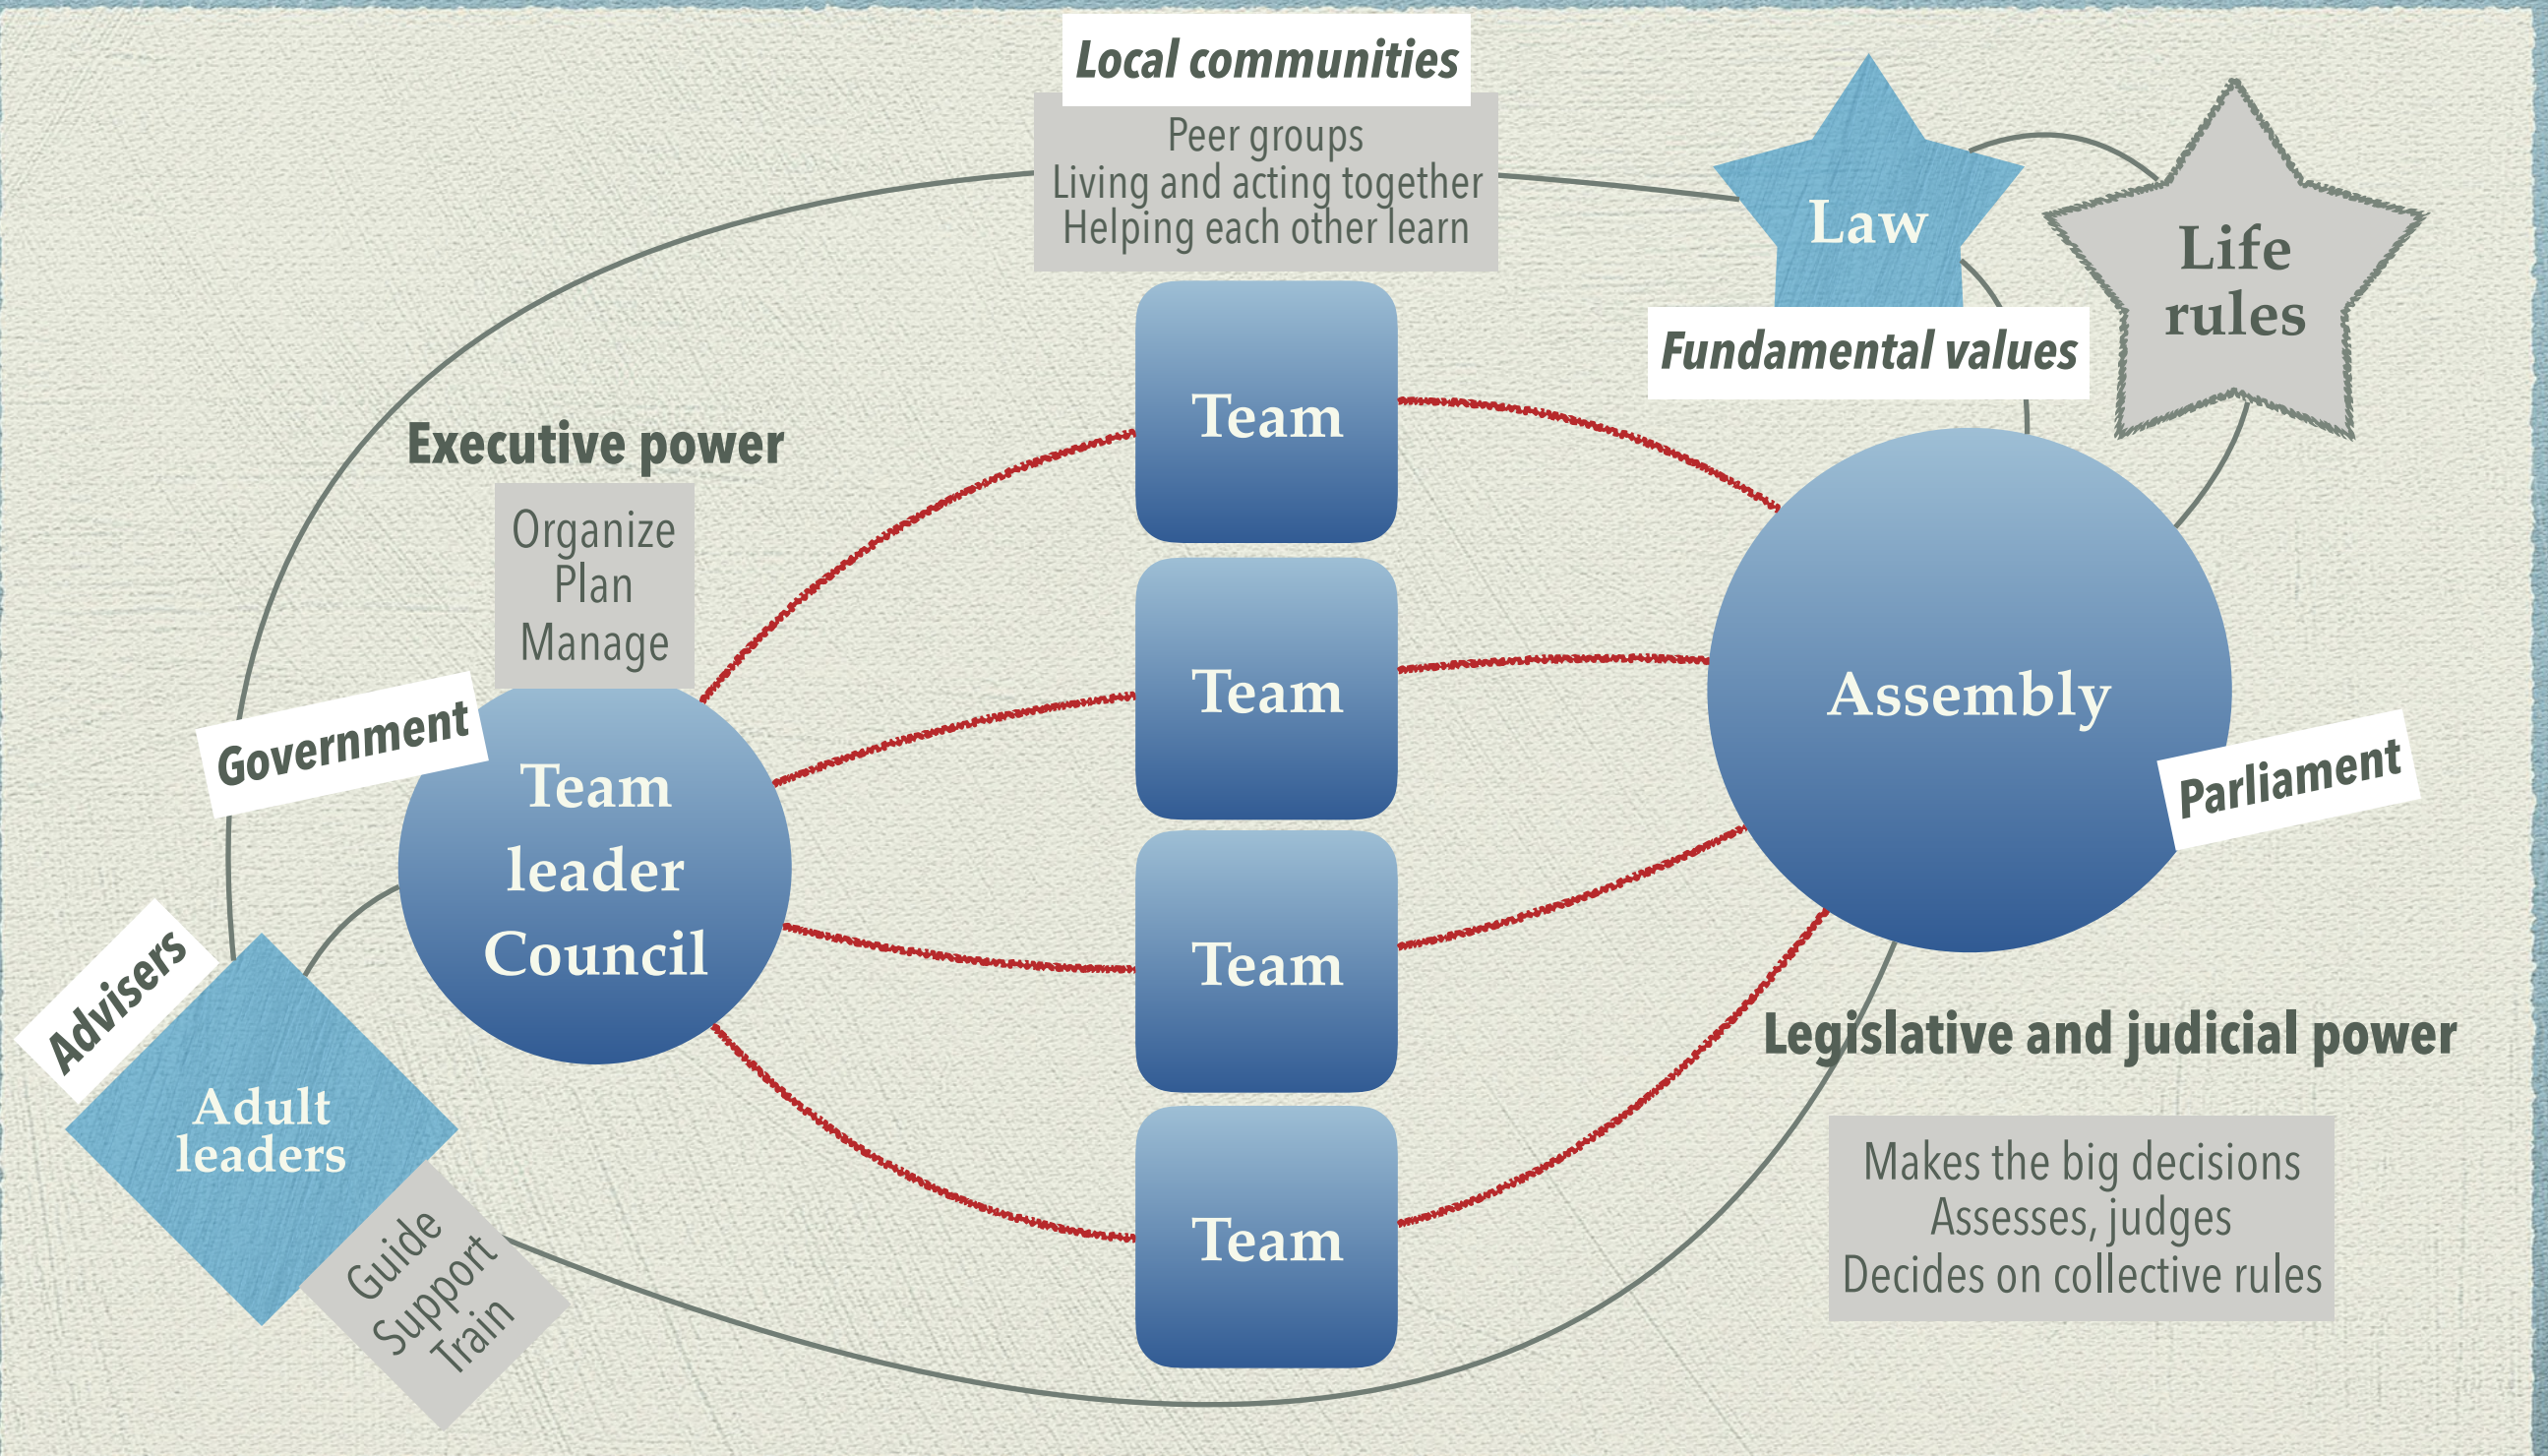 Local communities
Peer groups
Living and acting together
Helping each other learn
Law
Life
rules
Fundamental values
Executive power
Organize
Plan
Manage
Government
Team
leader
Council
Team
Team
Team
Team
Assembly
Parliament
Advisers
Adult
leaders
Guide
Support
Train
Legislative and judicial power
Makes the big decisions
Assesses, judges
Decides on collective rules